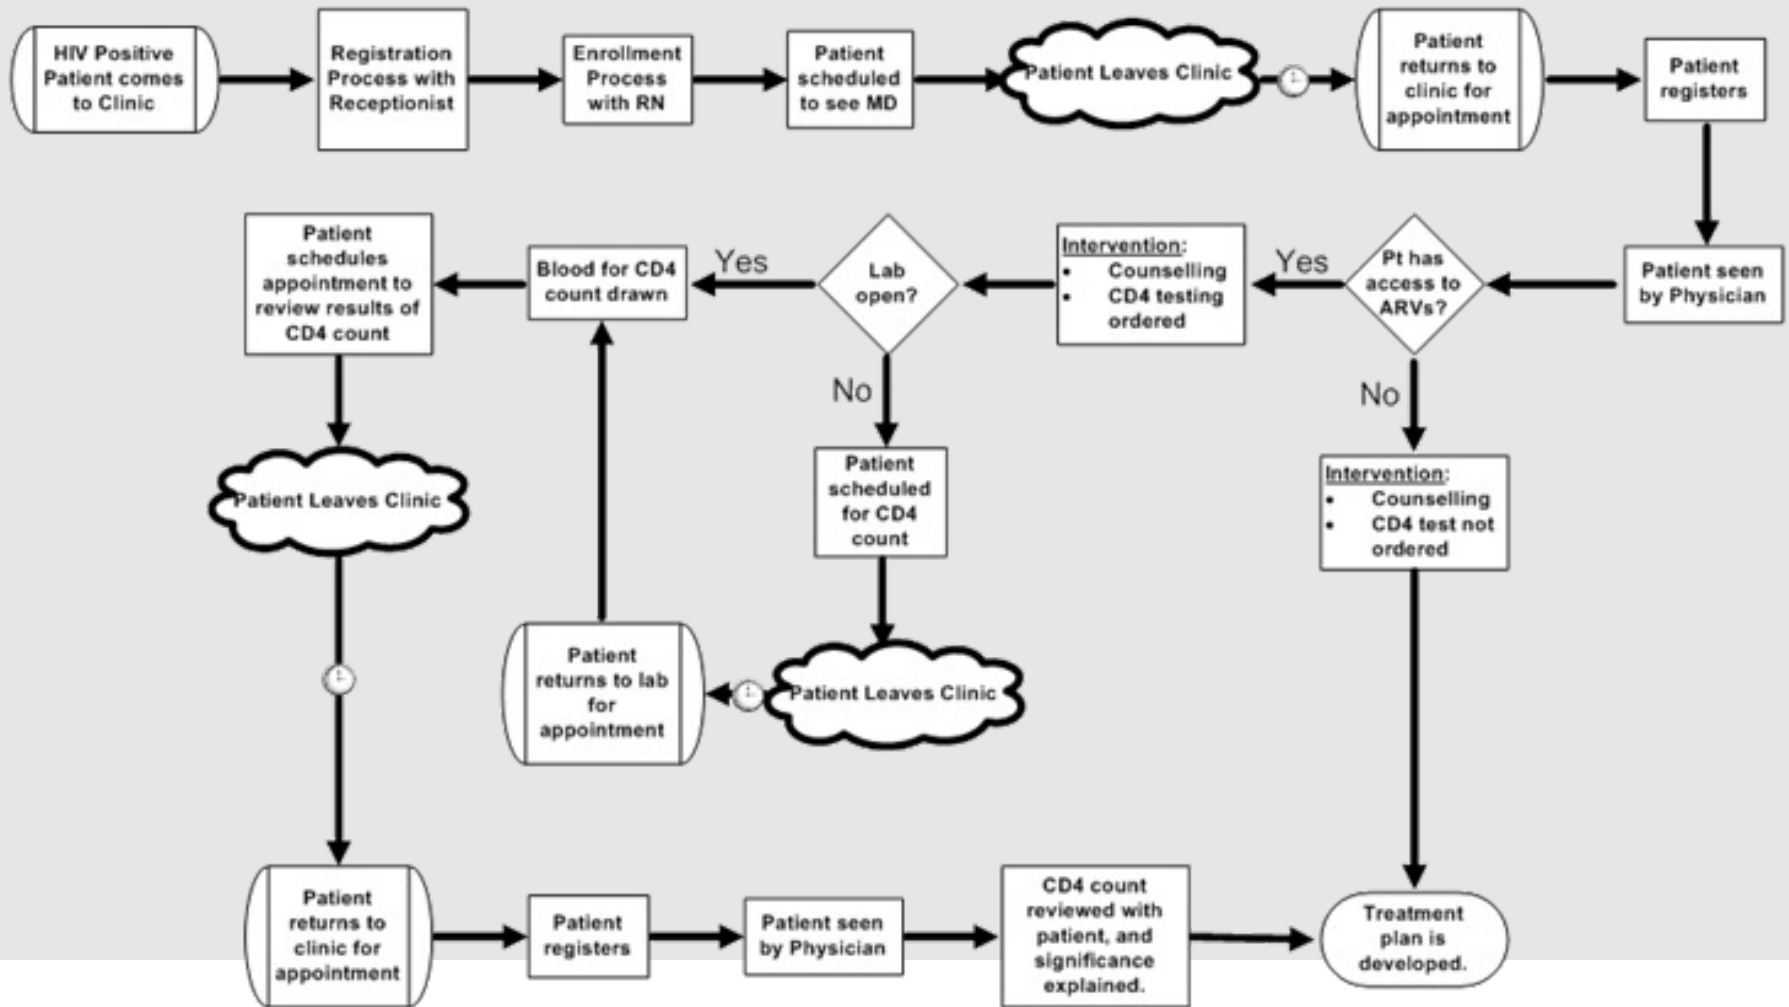 HIV Positive
Patient comes
to Clinic
Registration
Process with
Receptionist
Enrollment
Process
with RN
Patient
scheduled
to see MD
Patient Leaves Clinic
Patient
returns to
clinic for
appointment
Patient
registers
Patient seen
by Physician
Pt has
access to
ARVs?
Yes
Intervention:
• Counselling
• CD4 testing
ordered
Lab
open?
Yes
Blood for CD4
count drawn
Patient
schedules
appointment to
review results of
CD4 count
No
No
Patient Leaves Clinic
Patient
scheduled
for CD4
count
Intervention:
• Counselling
• CD4 test not
ordered
Patient
returns to lab
for
appointment
Patient Leaves Clinic
Patient
returns to
clinic for
appointment
Patient
registers
Patient seen
by Physician
CD4 count
reviewed with
patient, and
significance
explained.
Treatment
plan is
developed.